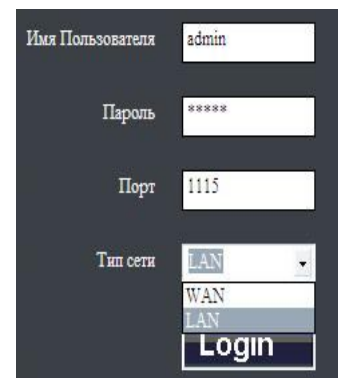 Имя Пользователя admin
Пароль *****
Порт 1115
Тип сети LAN
WAN
LAN
Login